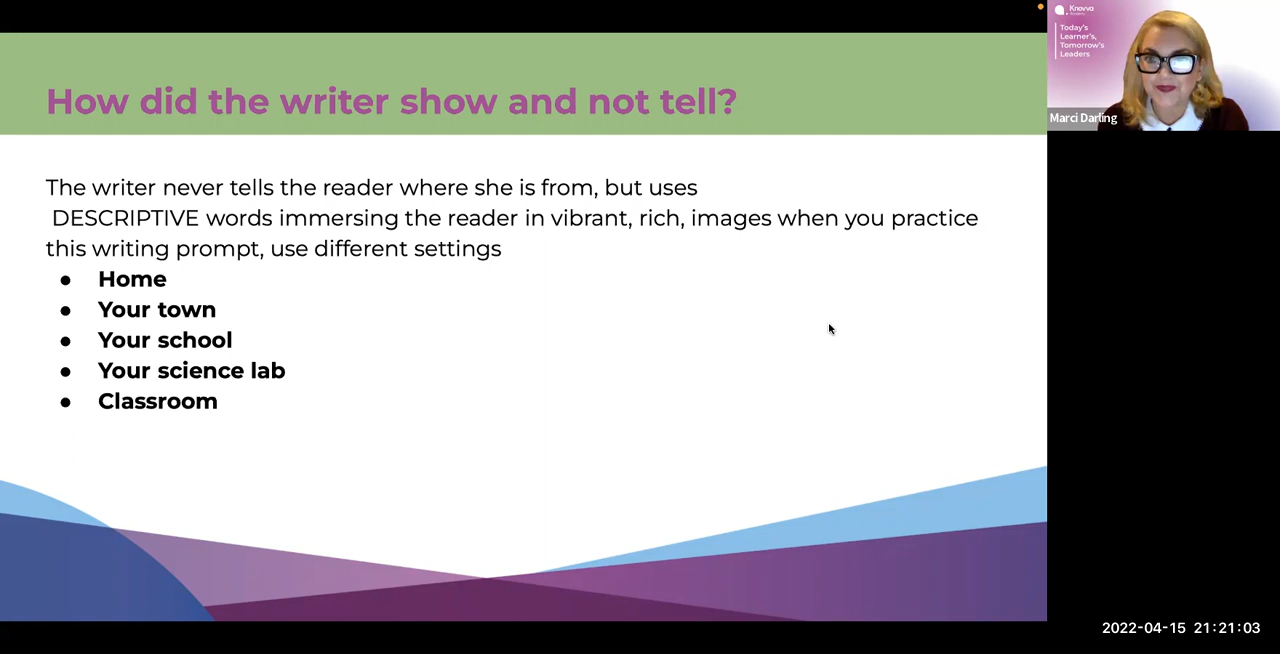 How did the writer show and not tell?
The writer never tells the reader where she is from, but uses
DESCRIPTIVE words immersing the reader in vibrant, rich, images when you practice
this writing prompt, use different settings
● Home
● Your town
● Your school
● Your science lab
● Classroom
Knovva
Today's
Learner's,
Tomorrow's
Leaders
Marci Darling
2022-04-15 21:21:03